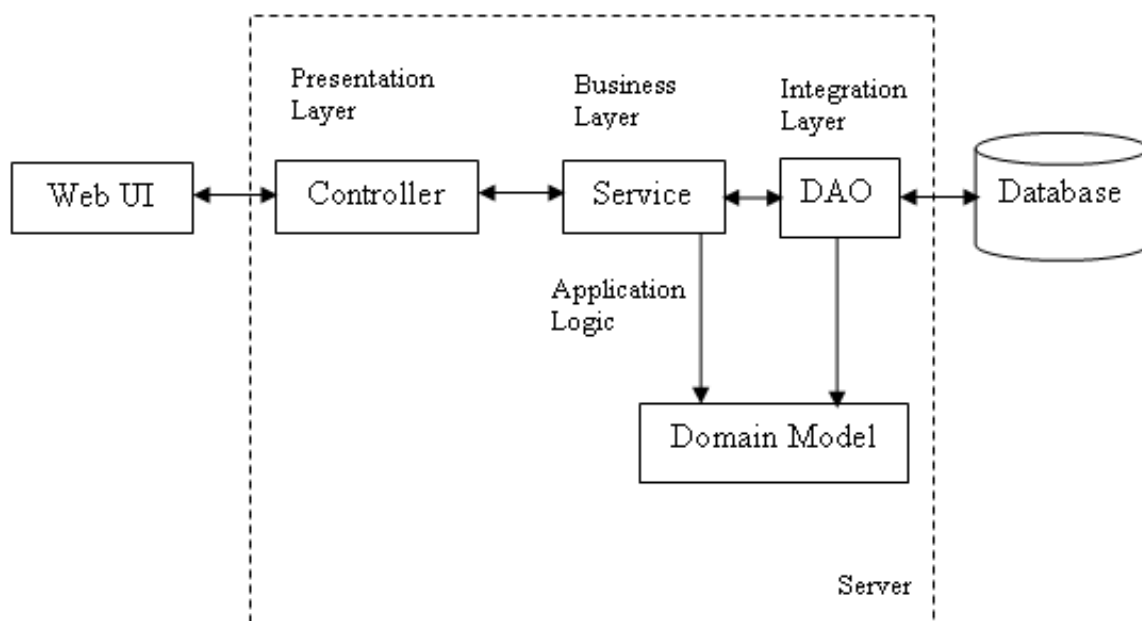 Presentation
Layer
Business
Layer
Integration
Layer
Web UI
Controller
Service
DAO
Database
Application
Logic
Domain Model
Server